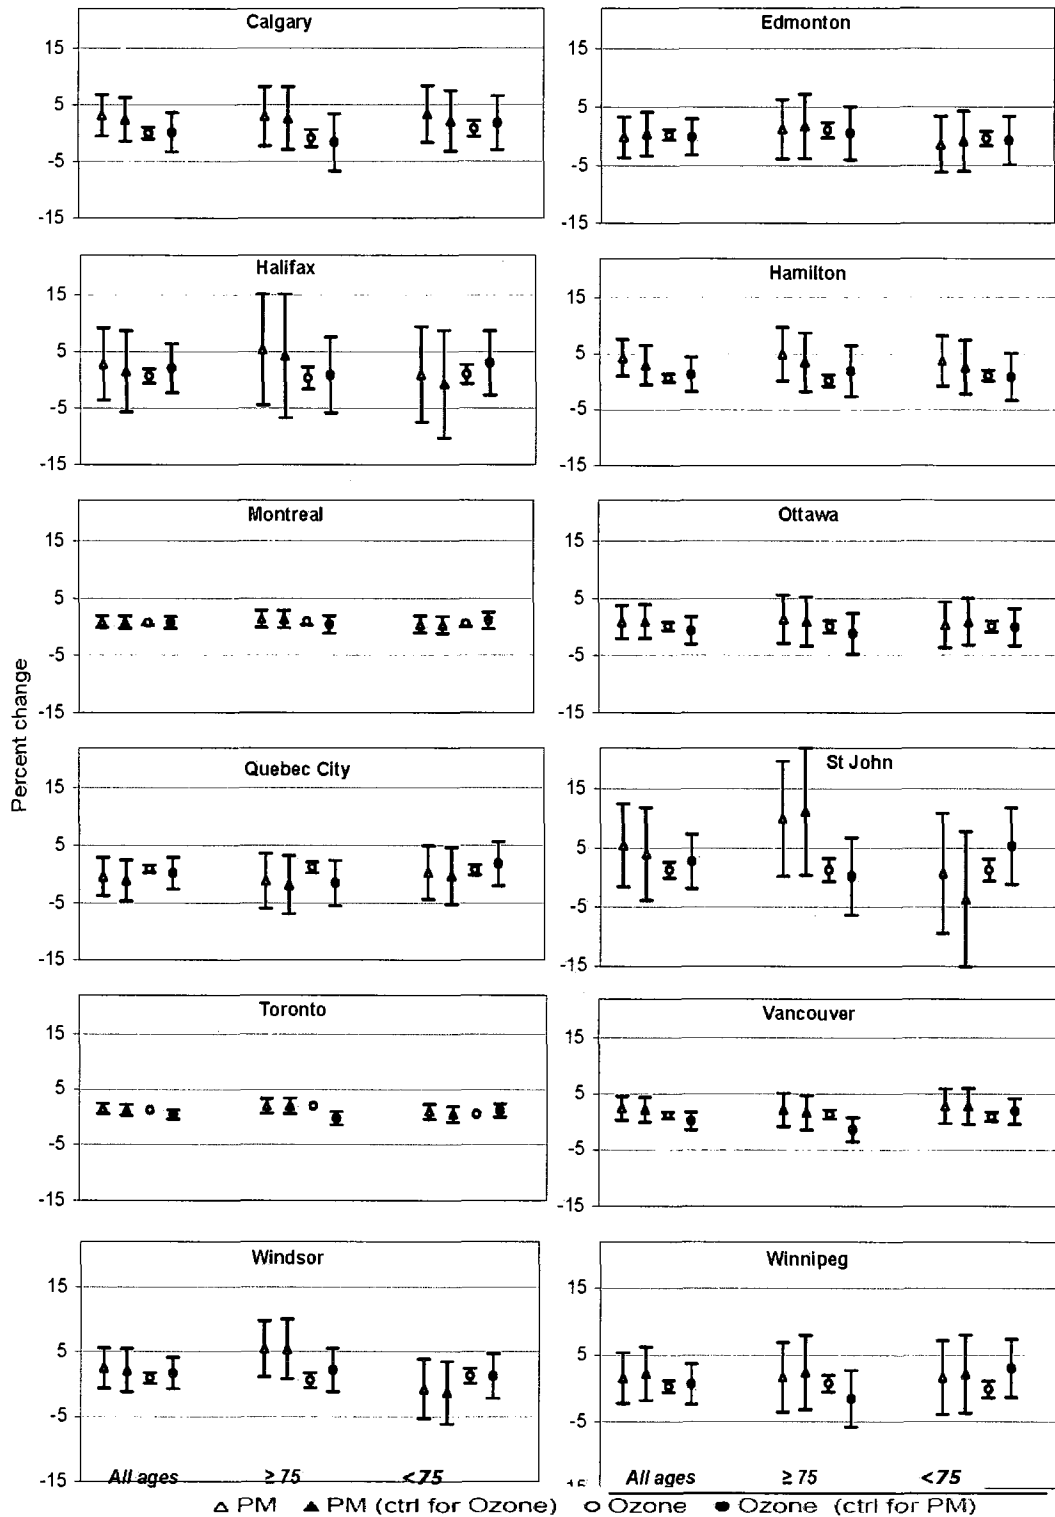 Calgary
15
5
-5
-15
Edmonton
15
5
-5
-15
Halifax
15
5
-5
-15
Hamilton
15
5
-5
-15
Montreal
15
5
-5
-15
Ottawa
15
5
-5
-15
Percent change
Quebec City
15
5
-5
-15
St John
15
5
-5
-15
Toronto
15
5
-5
-15
Vancouver
15
5
-5
-15
Windsor
15
5
-5
-15
Winnipeg
15
5
-5
All ages ≥ 75 <75
All ages ≥ 75 <75
△ PM ▲ PM (ctrl for Ozone) ○ Ozone ● Ozone (ctrl for PM)